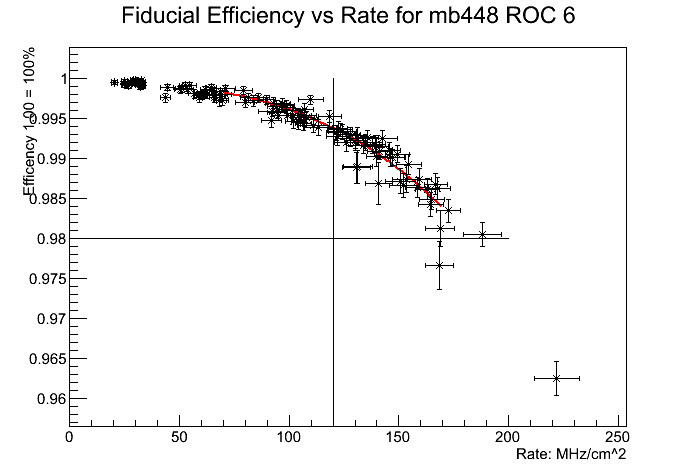 Fiducial Efficiency vs Rate for mb448 ROC 6
Efficency 1.00 = 100%
1
0.995
0.99
0.985
0.98
0.975
0.97
0.965
0.96
0 50 100 150 200 250
Rate: MHz/cm^2